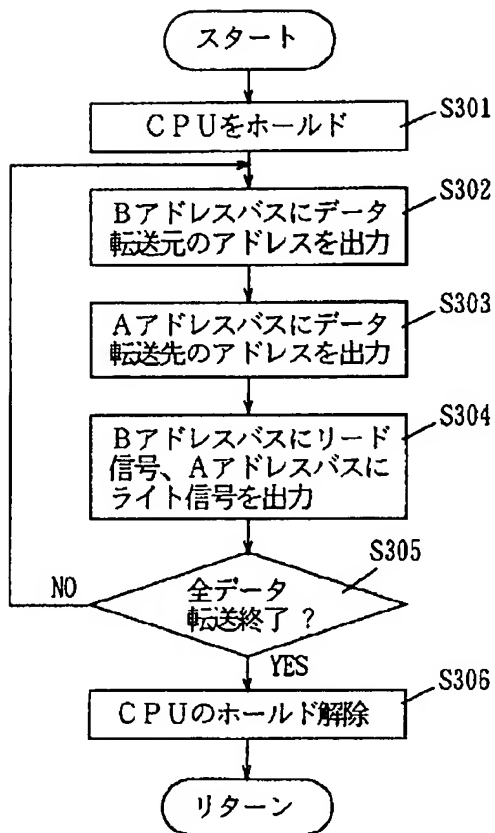 スタート
CPUをホールド
S301
Bアドレスバスにデータ
転送元のアドレスを出力
S302
Aアドレスバスにデータ
転送先のアドレスを出力
S303
Bアドレスバスにリード
信号、Aアドレスバスに
ライト信号を出力
S304
全データ
転送終了?
S305
NO
YES
CPUのホールド解除
S306
リターン